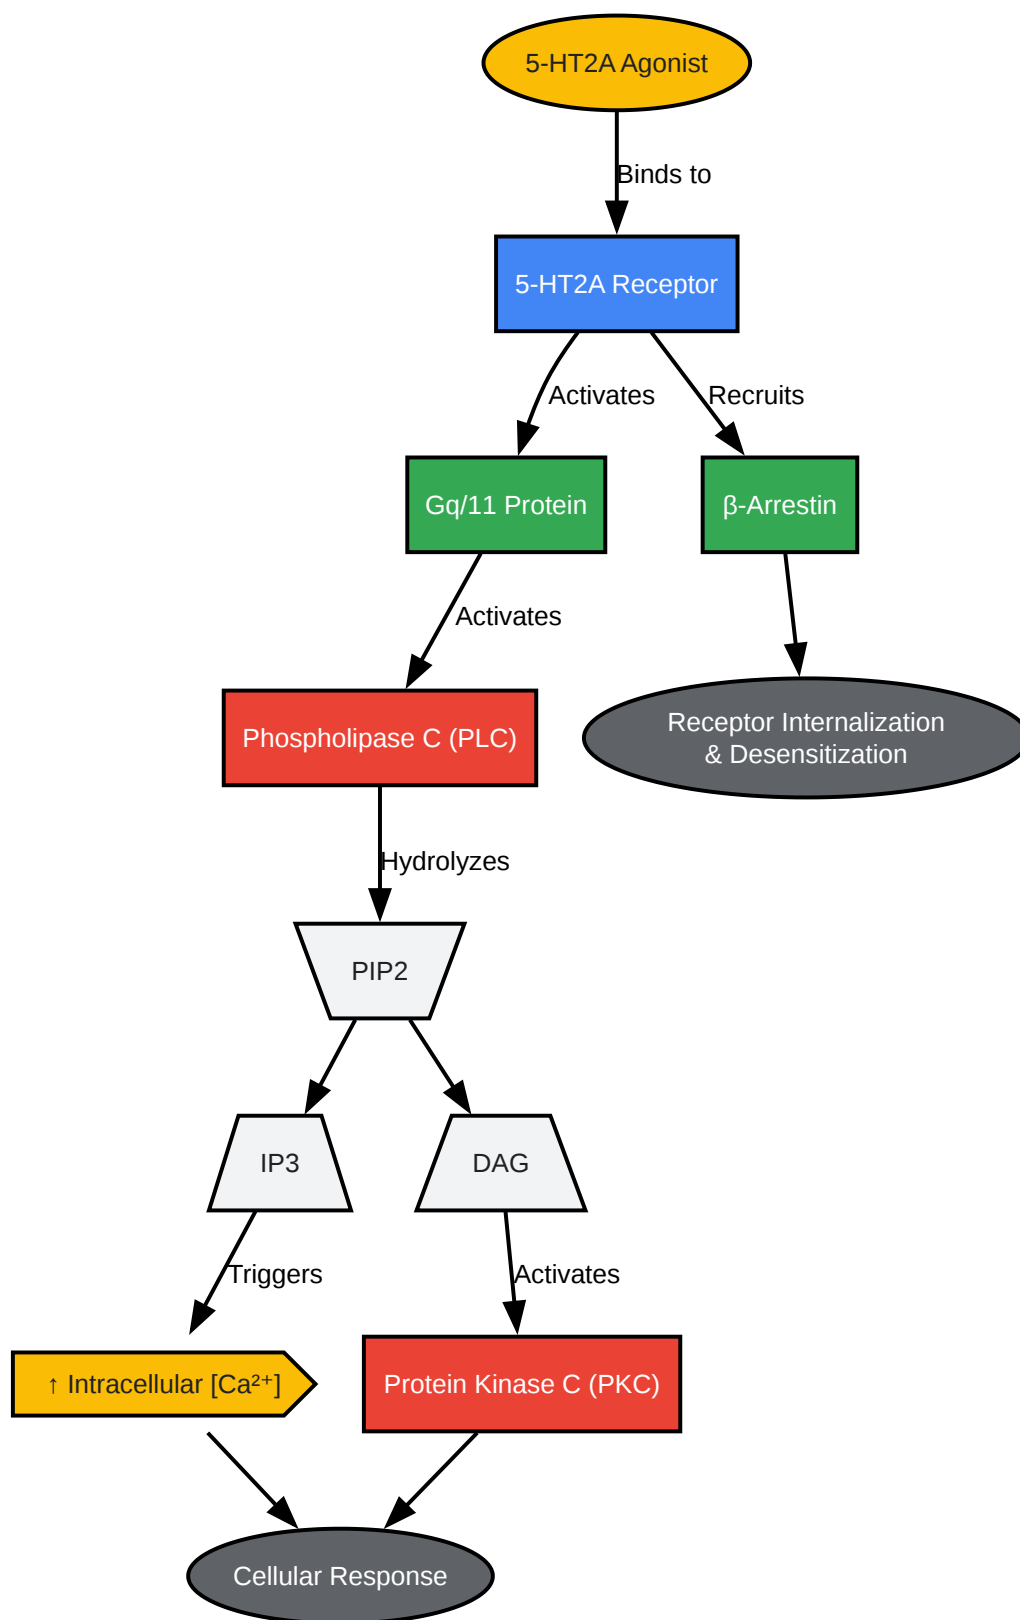 5-HT2A Agonist
Binds to
5-HT2A Receptor
Activates
Recruits
Gq/11 Protein
β-Arrestin
Activates
Phospholipase C (PLC)
Receptor Internalization
& Desensitization
Hydrolyzes
PIP2
IP3
DAG
Triggers
Activates
↑ Intracellular [Ca²⁺]
Protein Kinase C (PKC)
Cellular Response